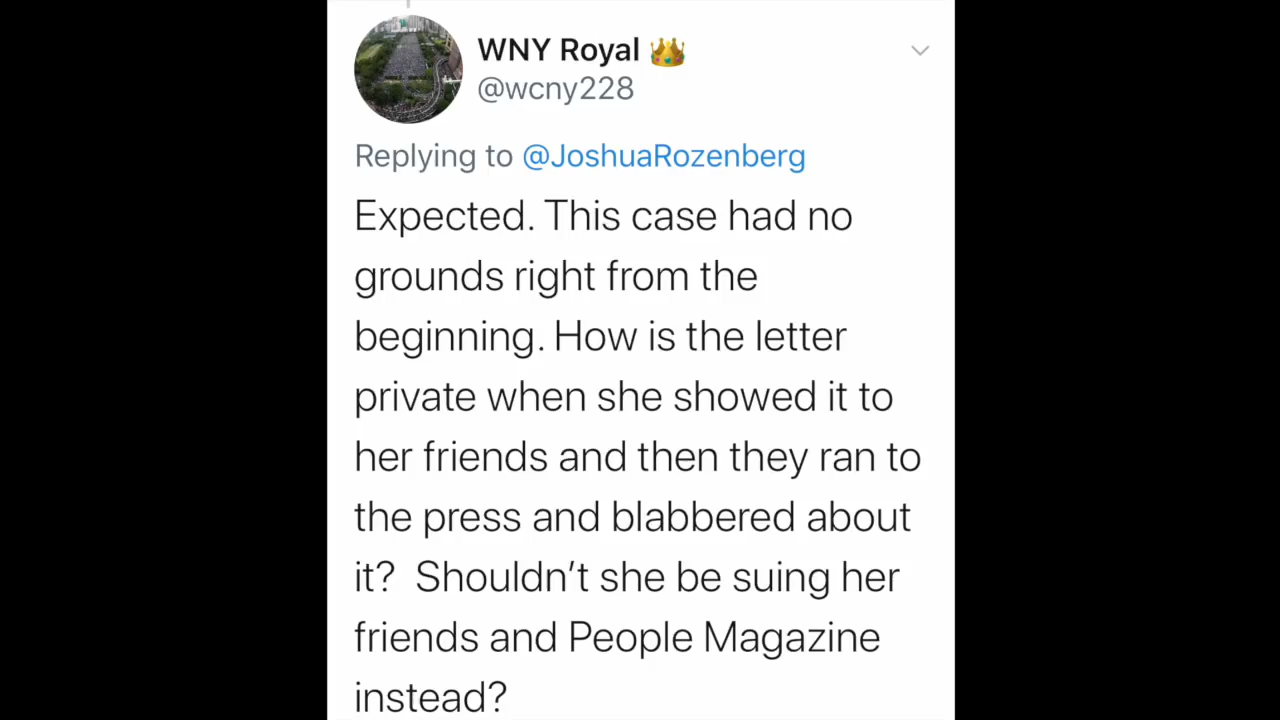 WNY Royal 👑
@wcny228
Replying to @JoshuaRozenberg
Expected. This case had no
grounds right from the
beginning. How is the letter
private when she showed it to
her friends and then they ran to
the press and blabbered about
it?  Shouldn’t she be suing her
friends and People Magazine
instead?